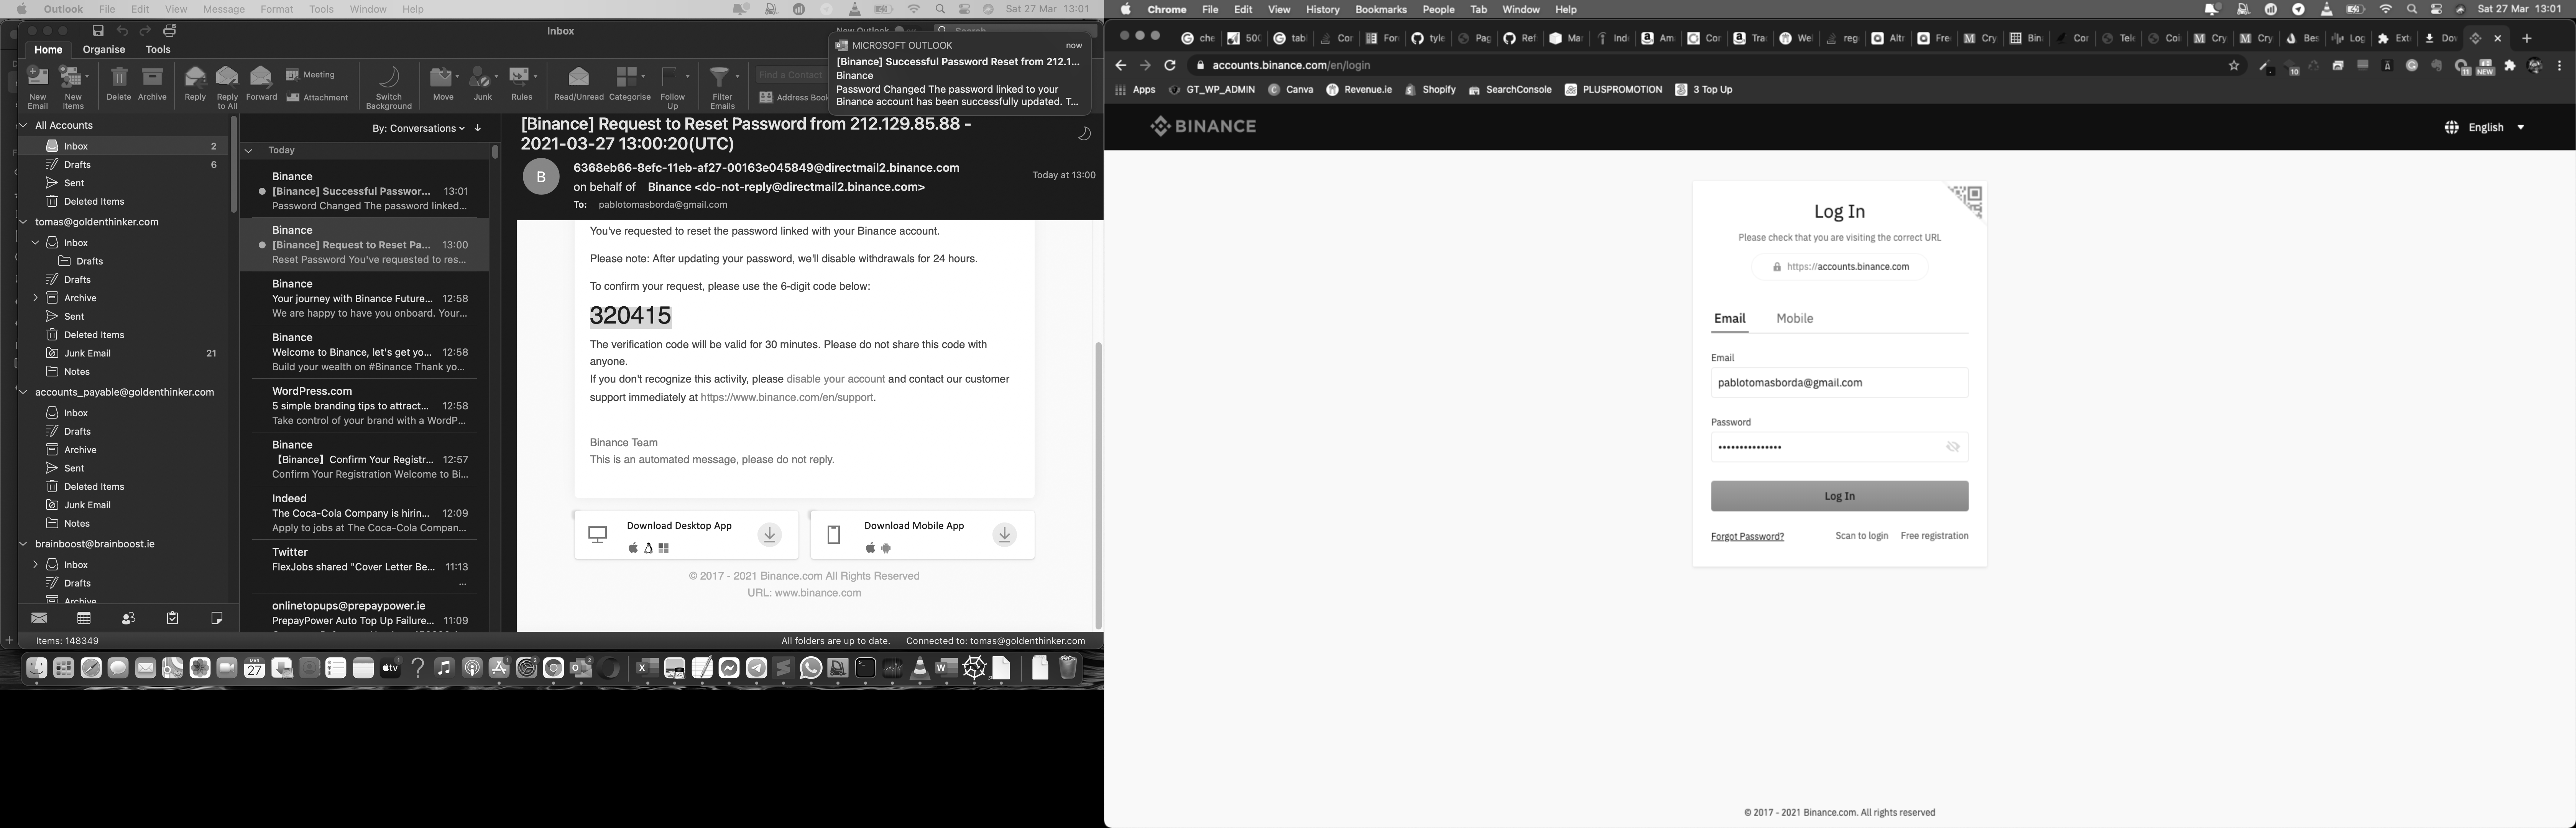 Outlook File Edit View Message Format Tools Window Help
Sat 27 Mar 13:01
Inbox
Home Organise Tools
New Email
New Items
Delete
Archive
Reply
Reply to All
Forward
Meeting
Attachment
Switch Background
Move
Junk
Rules
Read/Unread
Categorise
Follow Up
Filter Emails
Find a Contact
Address Book
MICROSOFT OUTLOOK now
[Binance] Successful Password Reset from 212.1...
Binance
Password Changed The password linked to your
Binance account has been successfully updated. T...
All Accounts
Inbox 2
Drafts 6
Sent
Deleted Items
tomas@goldenthinker.com
Inbox
Drafts
Drafts
Archive
Sent
Deleted Items
Junk Email 21
Notes
accounts_payable@goldenthinker.com
Inbox
Drafts
Archive
Sent
Deleted Items
Junk Email
Notes
brainboost@brainboost.ie
Inbox
Drafts
Archive
By: Conversations
Today
Binance
[Binance] Successful Passwor... 13:01
Password Changed The password linked...
Binance
[Binance] Request to Reset Pa... 13:00
Reset Password You've requested to res...
Binance
Your journey with Binance Future... 12:58
We are happy to have you onboard. Your...
Binance
Welcome to Binance, let's get yo... 12:58
Build your wealth on #Binance Thank yo...
WordPress.com
5 simple branding tips to attract... 12:58
Take control of your brand with a WordP...
Binance
【Binance】Confirm Your Registr... 12:57
Confirm Your Registration Welcome to Bi...
Indeed
The Coca-Cola Company is hirin... 12:09
Apply to jobs at The Coca-Cola Compan...
Twitter
FlexJobs shared "Cover Letter Be... 11:13
...
onlinetopups@prepaypower.ie
PrepayPower Auto Top Up Failure... 11:09
[Binance] Request to Reset Password from 212.129.85.88 -
2021-03-27 13:00:20(UTC)
B
6368eb66-8efc-11eb-af27-00163e045849@directmail2.binance.com
on behalf of Binance <do-not-reply@directmail2.binance.com>
Today at 13:00
To: pablotomasborda@gmail.com
You've requested to reset the password linked with your Binance account.
Please note: After updating your password, we'll disable withdrawals for 24 hours.
To confirm your request, please use the 6-digit code below:
320415
The verification code will be valid for 30 minutes. Please do not share this code with
anyone.
If you don't recognize this activity, please disable your account and contact our customer
support immediately at https://www.binance.com/en/support.
Binance Team
This is an automated message, please do not reply.
Download Desktop App
Download Mobile App
© 2017 - 2021 Binance.com All Rights Reserved
URL: www.binance.com
Items: 148349
All folders are up to date. Connected to: tomas@goldenthinker.com
MAR
27
tv
Chrome File Edit View History Bookmarks People Tab Window Help
Sat 27 Mar 13:01
accounts.binance.com/en/login
10
11
NEW
Apps GT_WP_ADMIN Canva Revenue.ie Shopify SearchConsole PLUSPROMOTION 3 Top Up
BINANCE
English
Log In
Please check that you are visiting the correct URL
https://accounts.binance.com
Email Mobile
Email
pablotomasborda@gmail.com
Password
Log In
Forgot Password? Scan to login Free registration
© 2017 - 2021 Binance.com. All rights reserved